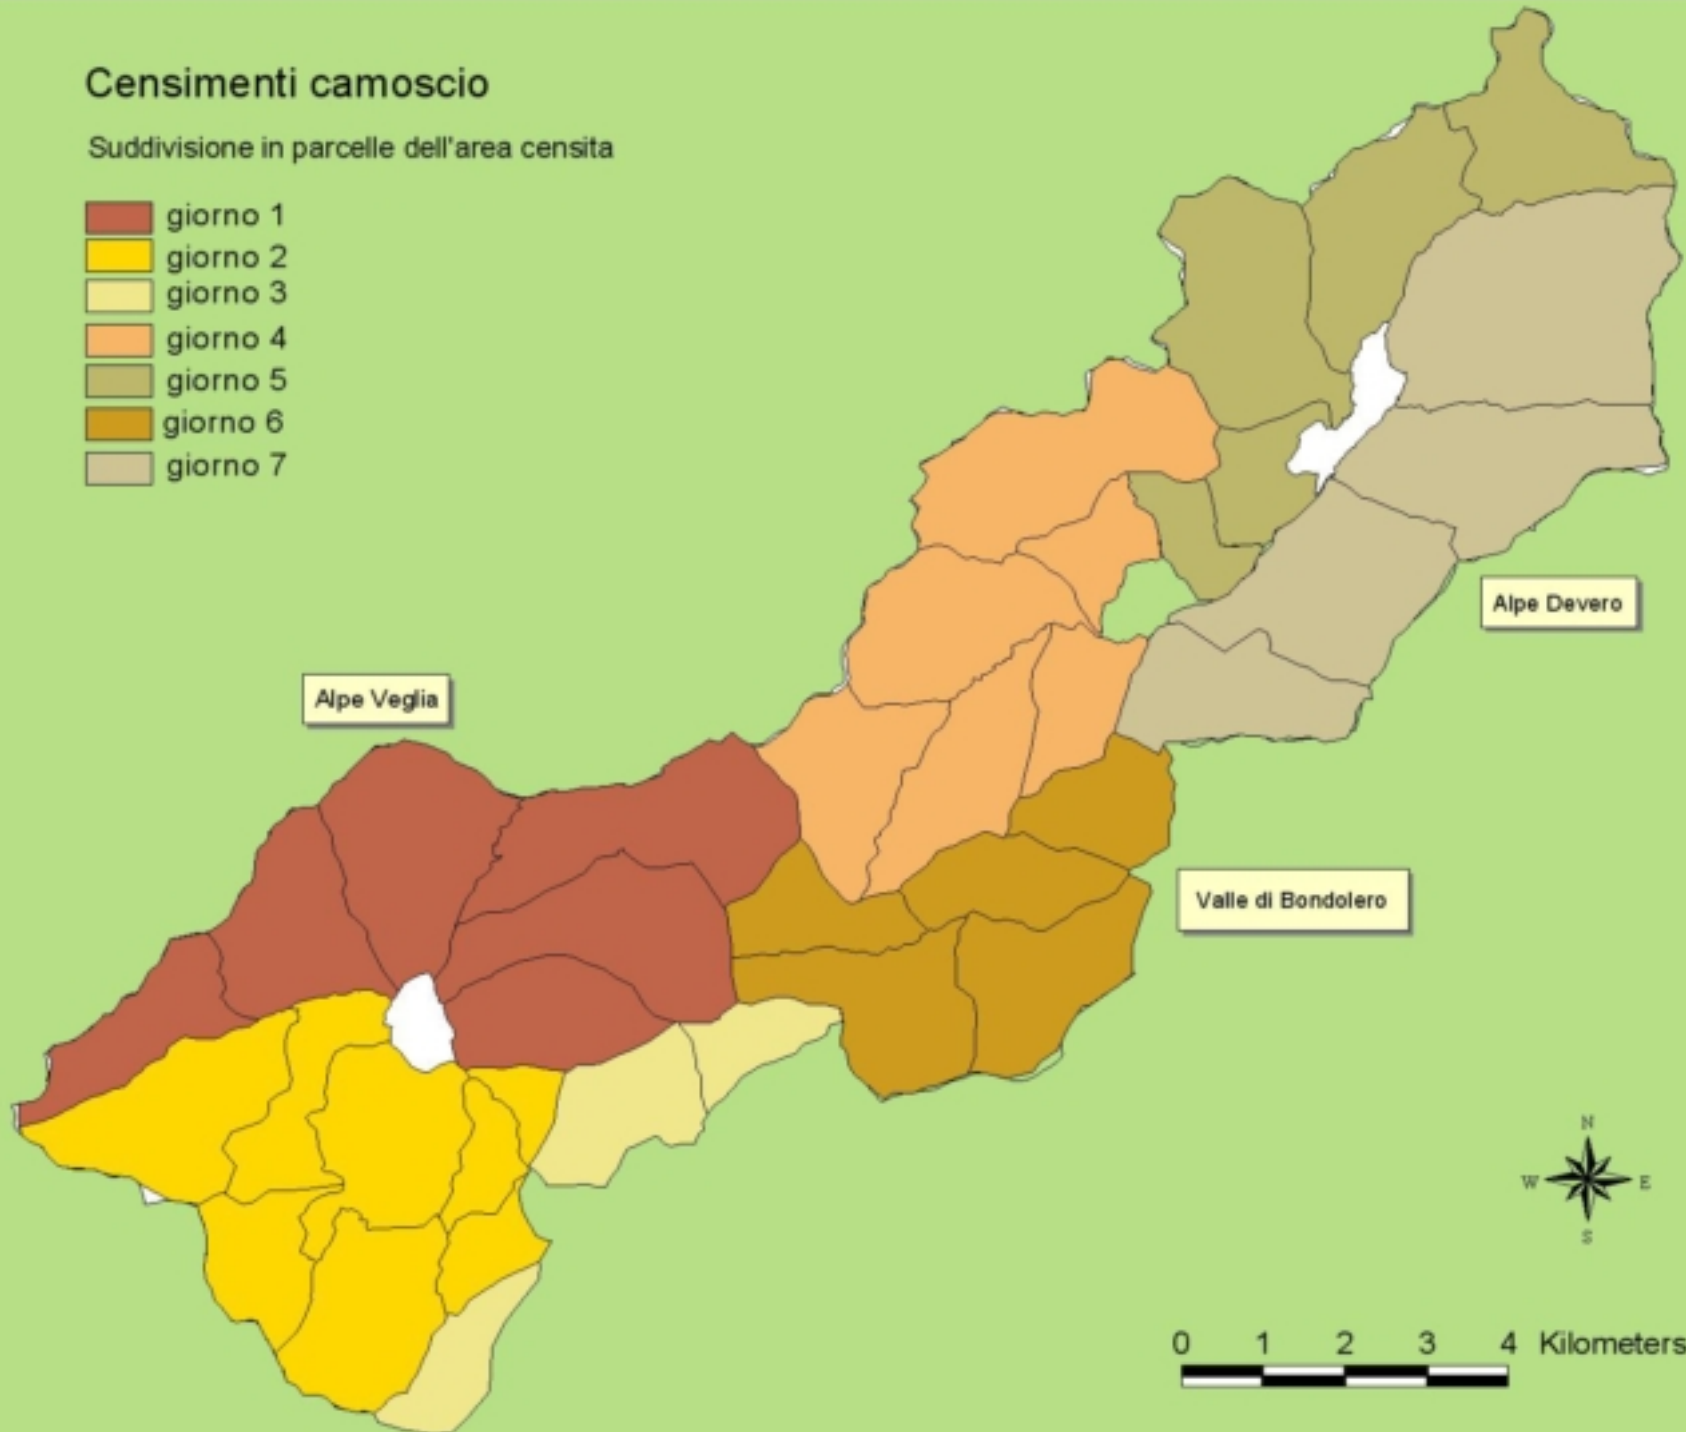 Censimenti camoscio
Suddivisione in parcelle dell'area censita
giorno 1
giorno 2
giorno 3
giorno 4
giorno 5
giorno 6
giorno 7
Alpe Devero
Alpe Veglia
Valle di Bondolero
N
W E
S
0 1 2 3 4 Kilometers